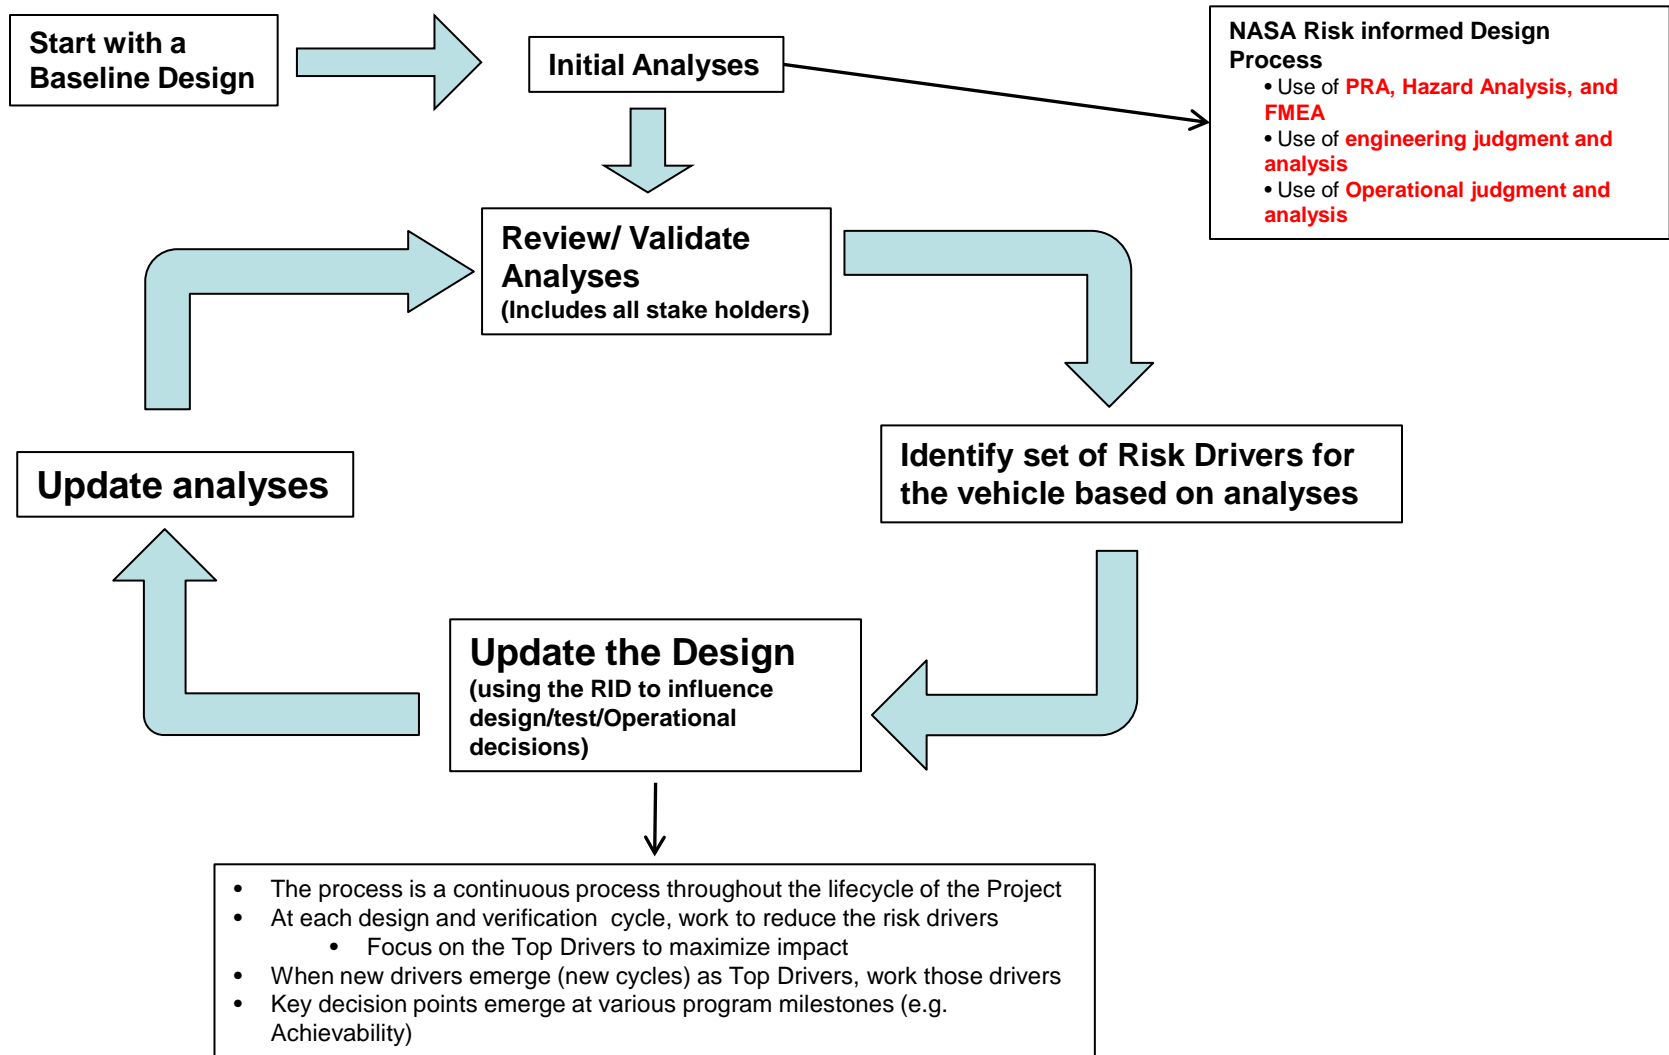 Start with a
Baseline Design
Initial Analyses
NASA Risk informed Design
Process
• Use of PRA, Hazard Analysis, and
FMEA
• Use of engineering judgment and
analysis
• Use of Operational judgment and
analysis
Review/ Validate
Analyses
(Includes all stake holders)
Update analyses
Identify set of Risk Drivers for
the vehicle based on analyses
Update the Design
(using the RID to influence
design/test/Operational
decisions)
• The process is a continuous process throughout the lifecycle of the Project
• At each design and verification  cycle, work to reduce the risk drivers
• Focus on the Top Drivers to maximize impact
• When new drivers emerge (new cycles) as Top Drivers, work those drivers
• Key decision points emerge at various program milestones (e.g.
Achievability)